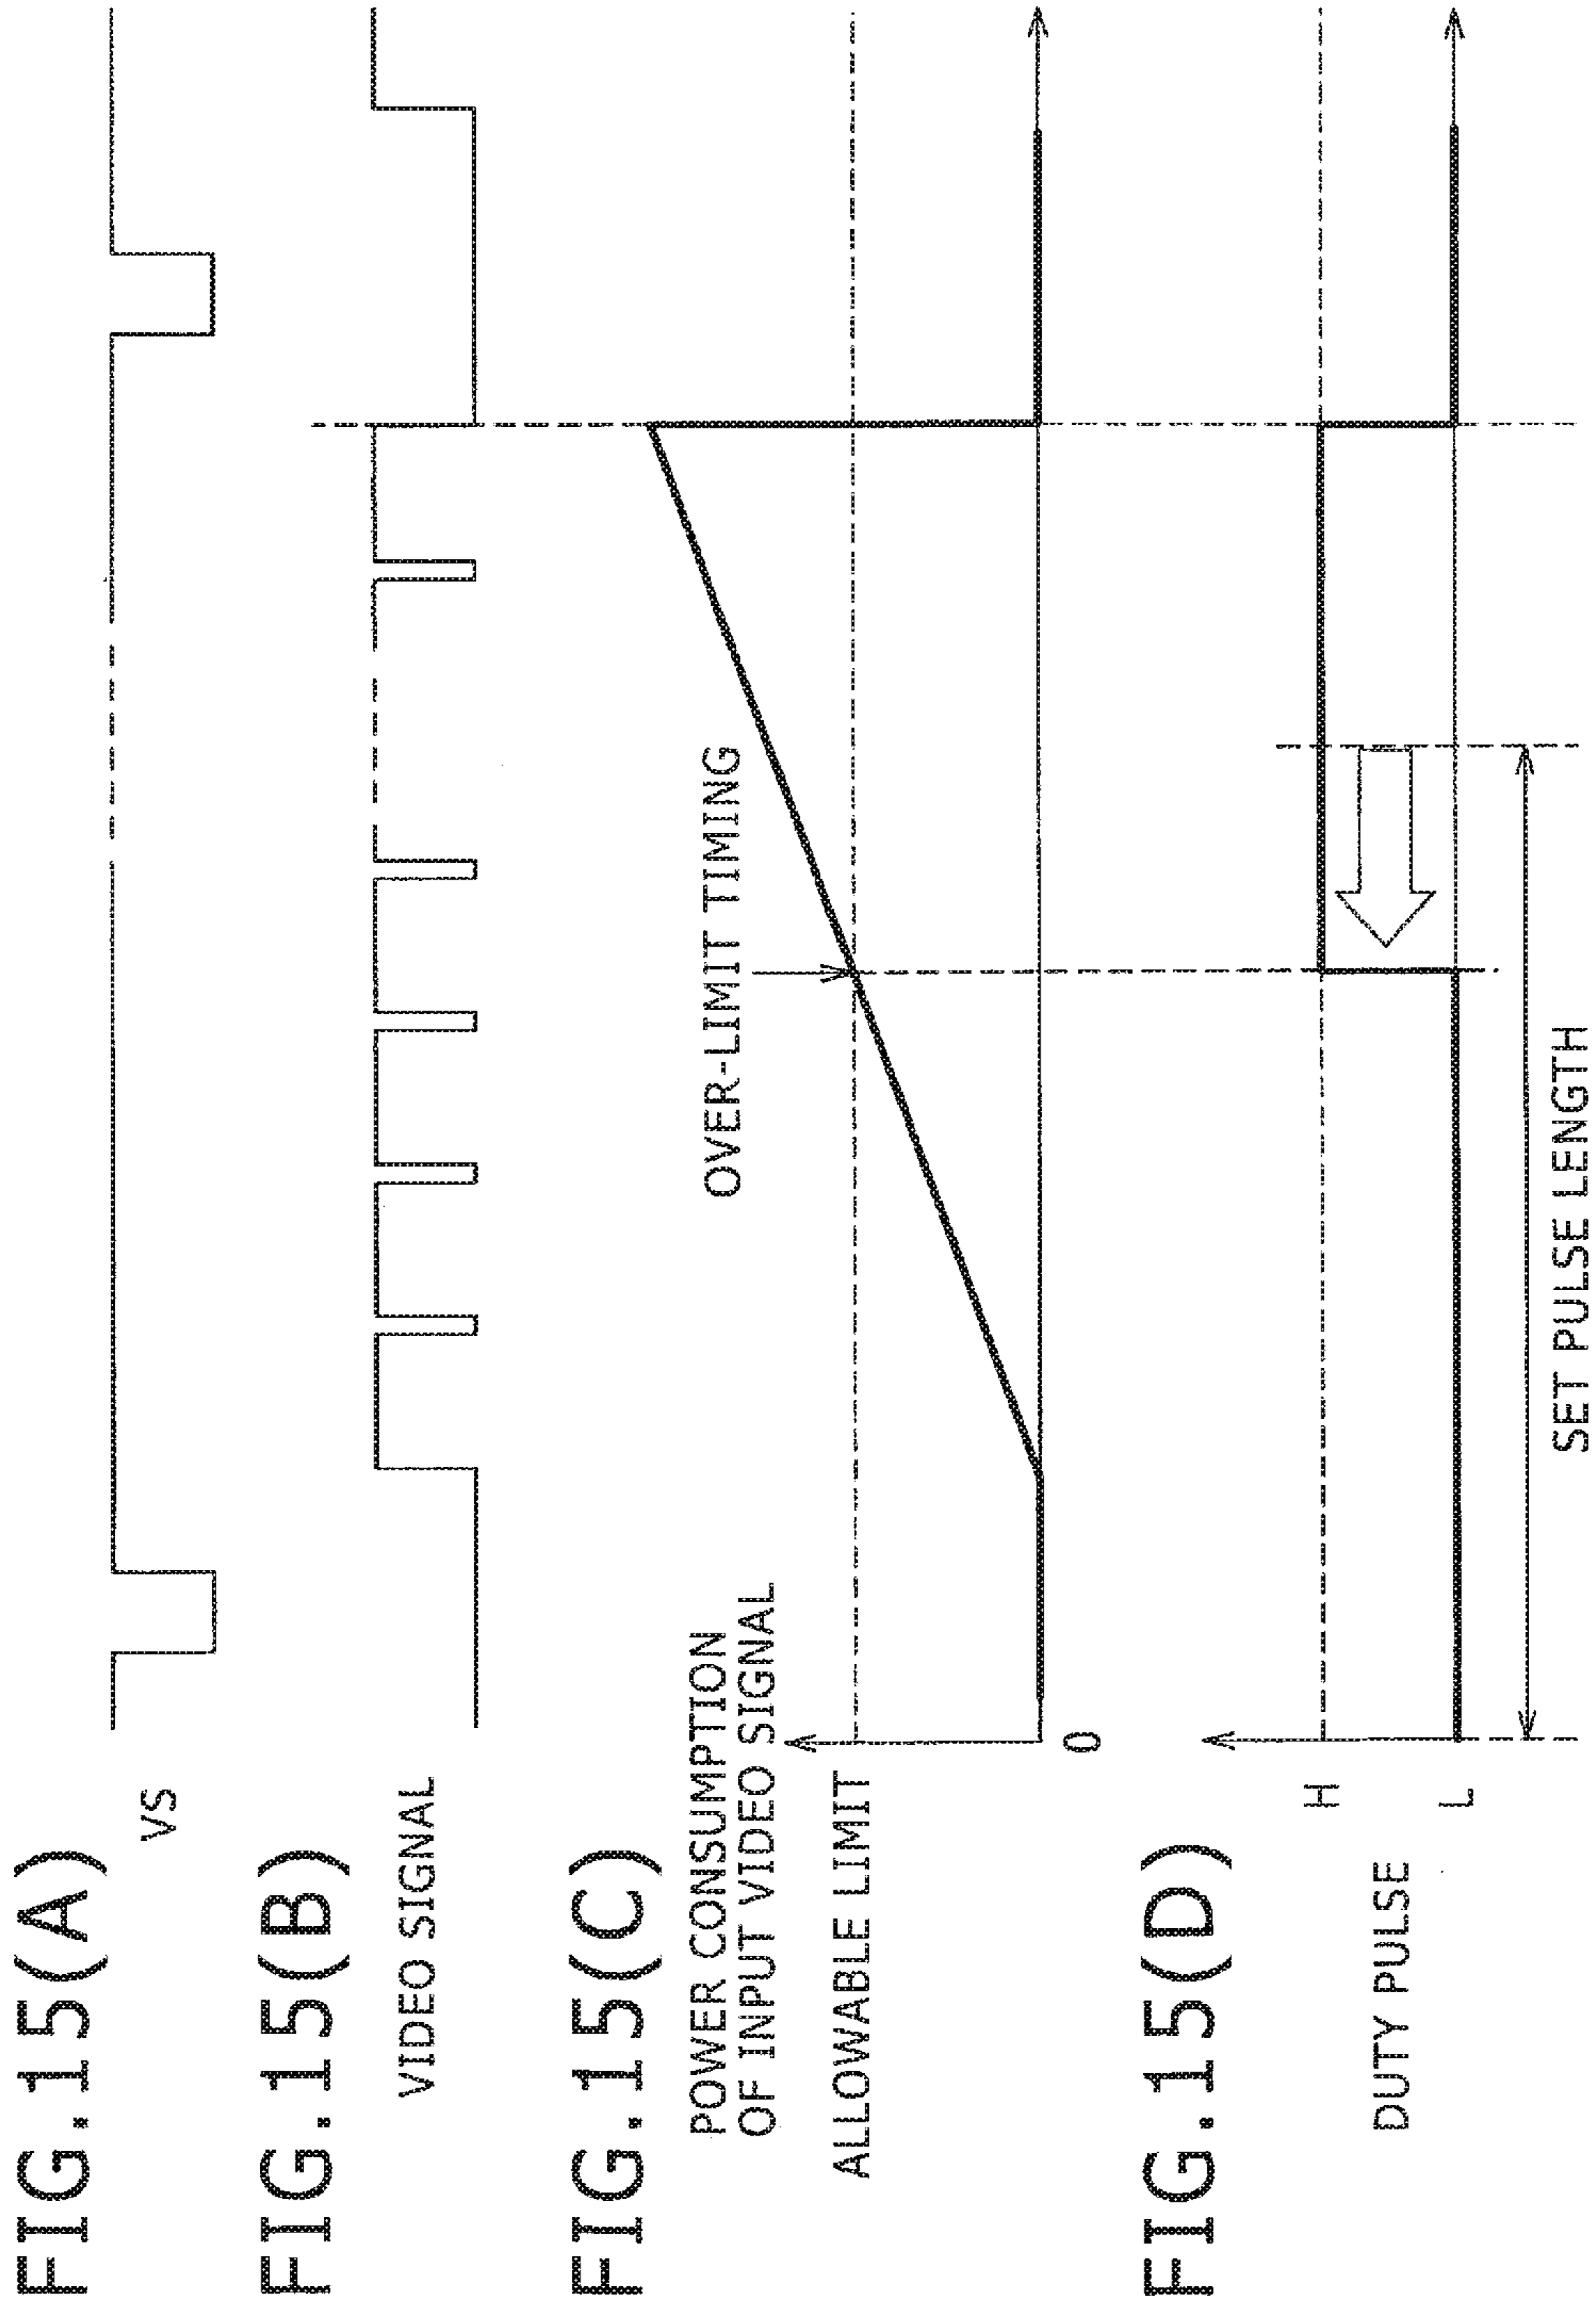 FIG.15(A)
VS
FIG.15(B)
VIDEO SIGNAL
FIG.15(C)
POWER CONSUMPTION
OF INPUT VIDEO SIGNAL
OVER-LIMIT TIMING
ALLOWABLE LIMIT
0
FIG.15(D)
H
DUTY PULSE
L
SET PULSE LENGTH